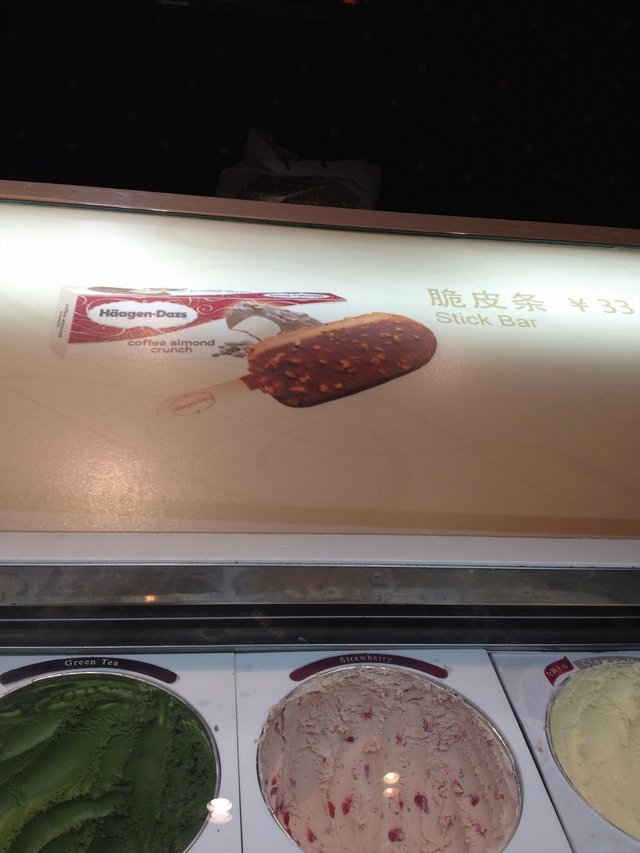 Häagen-Dazs
coffee almond
crunch
脆皮条 ¥33
Stick Bar
Green Tea
Strawberry